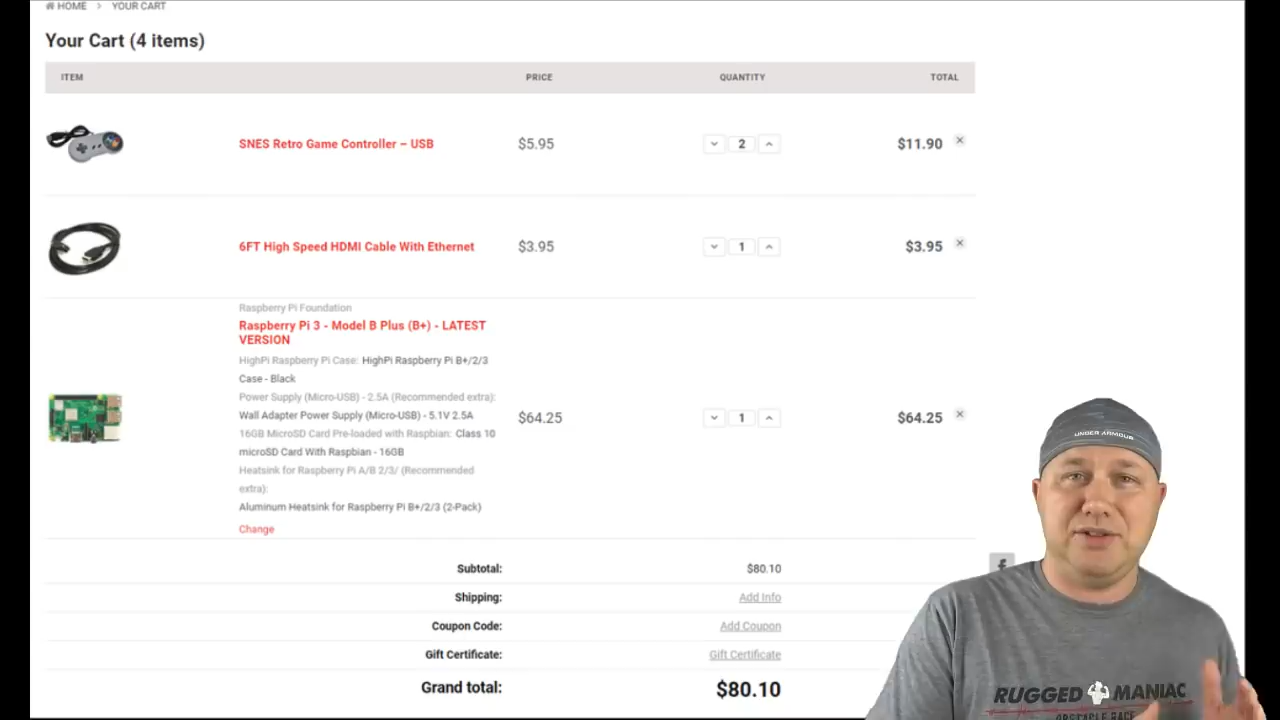 HOME > YOUR CART
Your Cart (4 items)
ITEM PRICE QUANTITY TOTAL
SNES Retro Game Controller – USB $5.95 2 $11.90
6FT High Speed HDMI Cable With Ethernet $3.95 1 $3.95
Raspberry Pi Foundation
Raspberry Pi 3 - Model B Plus (B+) - LATEST
VERSION
HighPi Raspberry Pi Case: HighPi Raspberry Pi B+/2/3
Case - Black
Power Supply (Micro-USB) - 2.5A (Recommended extra):
Wall Adapter Power Supply (Micro-USB) - 5.1V 2.5A
$64.25 1 $64.25
16GB MicroSD Card Pre-loaded with Raspbian: Class 10
microSD Card With Raspbian - 16GB
Heatsink for Raspberry Pi A/B 2/3/ (Recommended
extra):
Aluminum Heatsink for Raspberry Pi B+/2/3 (2-Pack)
Change
Subtotal: $80.10
Shipping: Add Info
Coupon Code: Add Coupon
Gift Certificate: Gift Certificate
Grand total: $80.10
f
UNDER ARMOUR
RUGGED MANIAC
OBSTACLE RACE